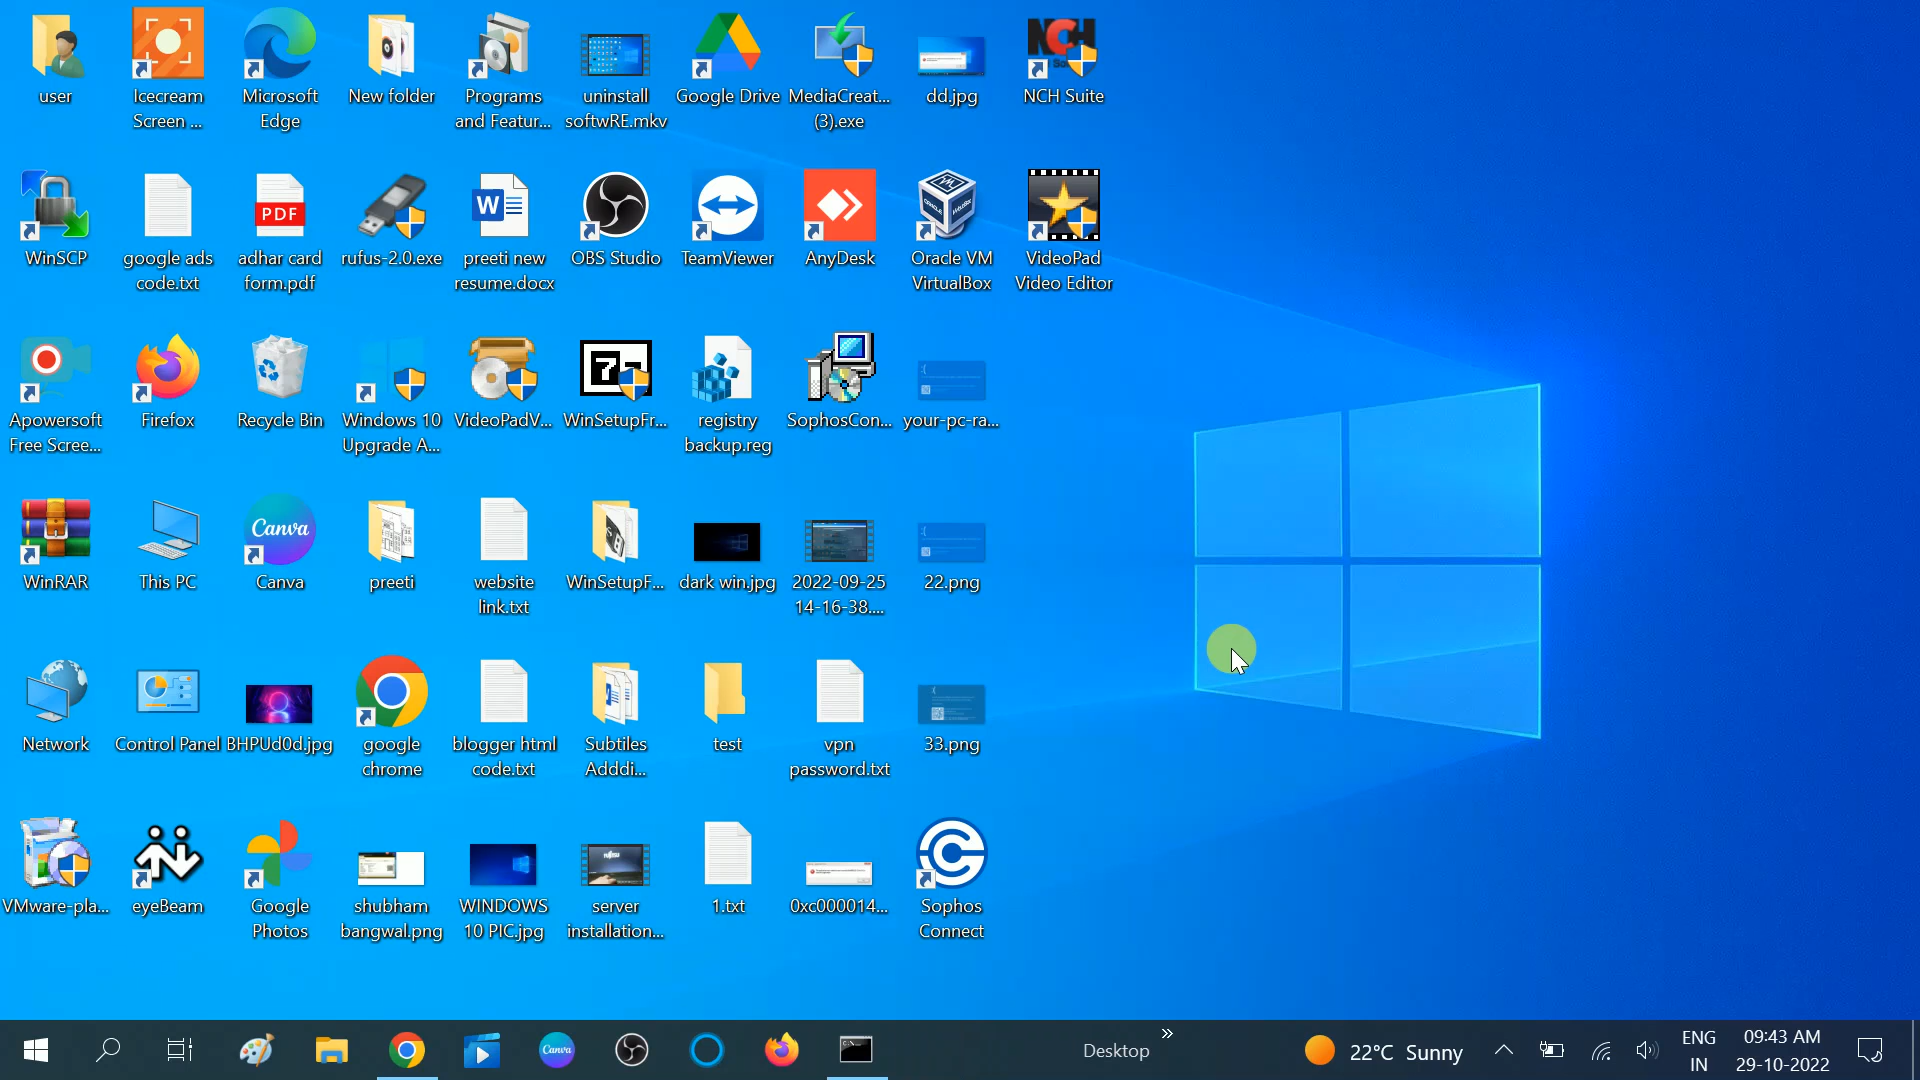 user
Icecream
Screen ...
Microsoft
Edge
New folder
Programs
and Featur...
uninstall
softwRE.mkv
Google Drive
MediaCreat...
(3).exe
dd.jpg
NCH
NCH Suite
WinSCP
google ads
code.txt
PDF
adhar card
form.pdf
rufus-2.0.exe
W
preeti new
resume.docx
OBS Studio
TeamViewer
AnyDesk
Oracle VM
VirtualBox
VideoPad
Video Editor
Apowersoft
Free Scree...
Firefox
Recycle Bin
Windows 10
Upgrade A...
VideoPadV...
WinSetupFr...
registry
backup.reg
SophosCon...
your-pc-ra...
WinRAR
This PC
Canva
Canva
preeti
website
link.txt
WinSetupF...
dark win.jpg
2022-09-25
14-16-38....
22.png
Network
Control Panel
BHPUd0d.jpg
google
chrome
blogger html
code.txt
Subtiles
Adddi...
test
vpn
password.txt
33.png
VMware-pla...
eyeBeam
Google
Photos
shubham
bangwal.png
WINDOWS
10 PIC.jpg
server
installation...
1.txt
0xc000014...
Sophos
Connect
Canva
Desktop
22°C Sunny
ENG
IN
09:43 AM
29-10-2022